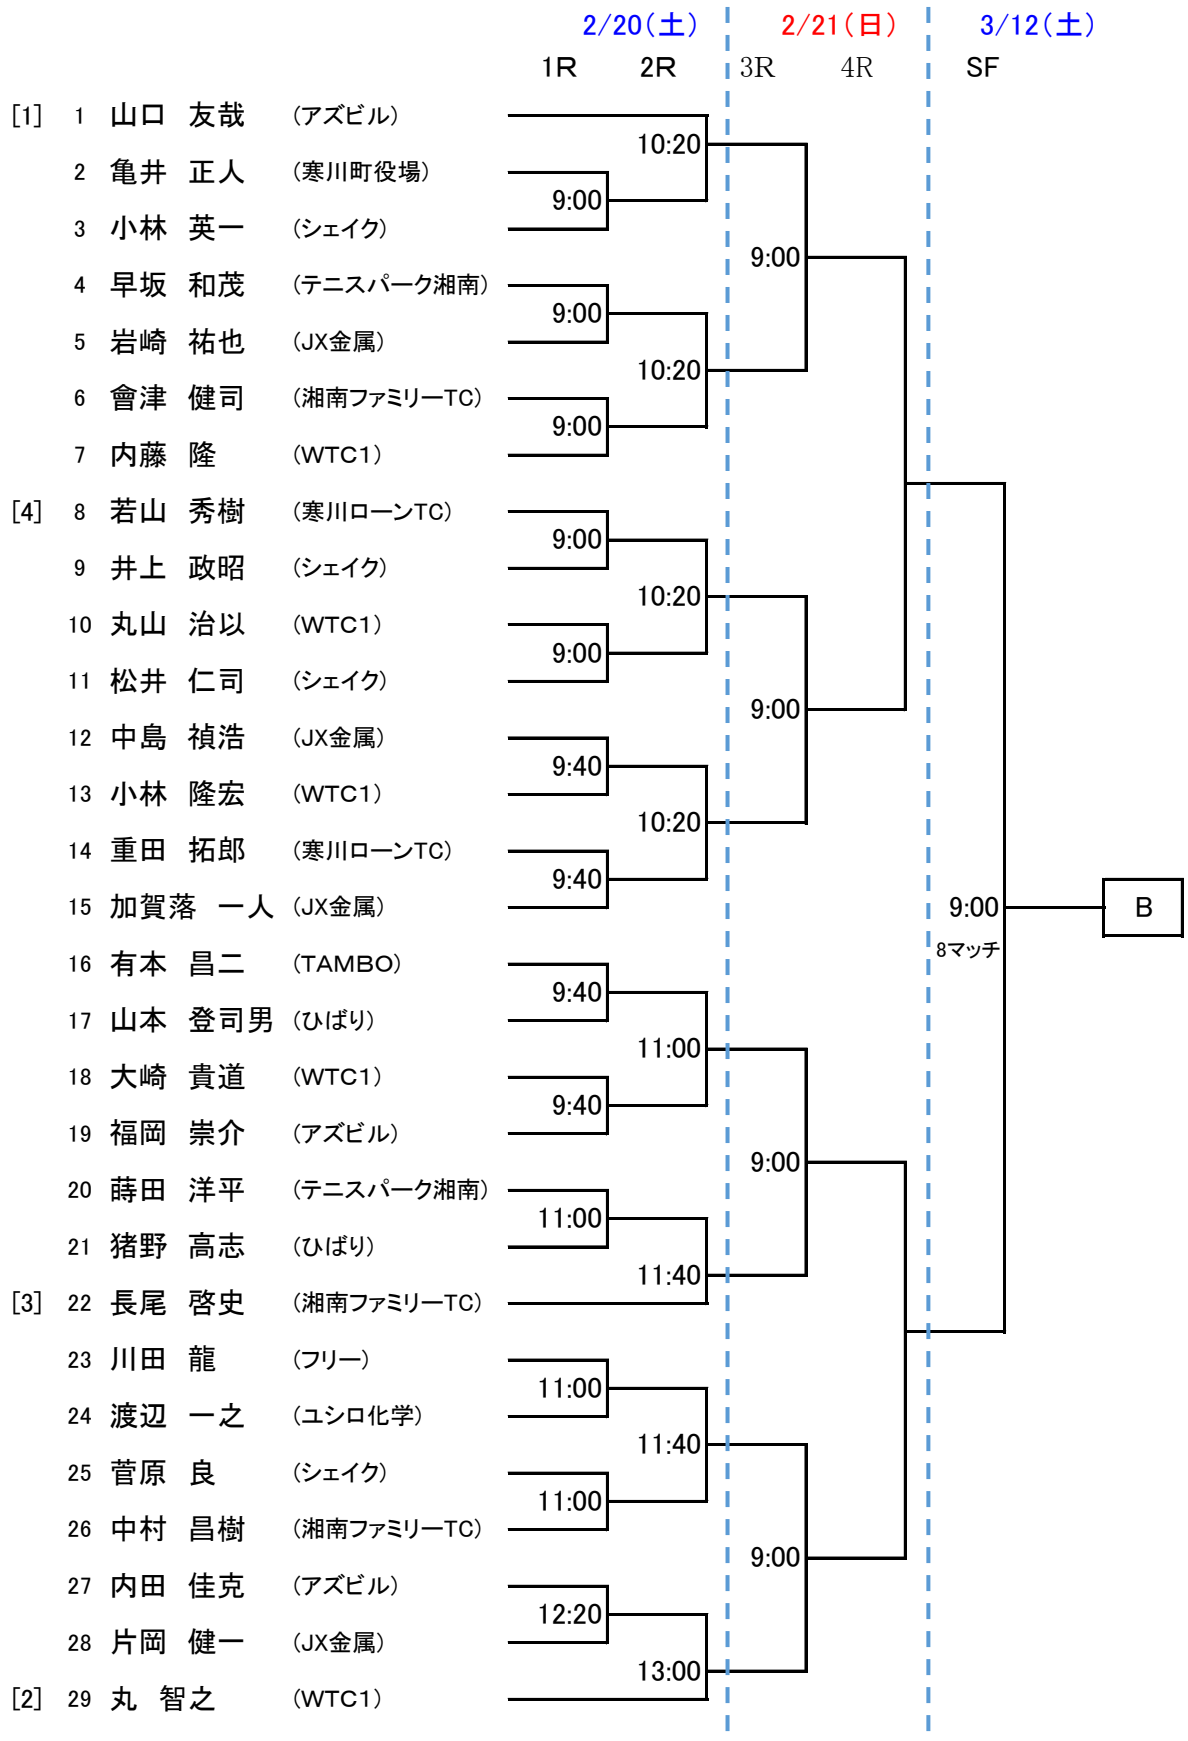 2/20(土) 2/21(日) 3/12(土)
1R 2R 3R 4R SF
[1] 1 山口 友哉 (アズビル)
10:20
2 亀井 正人 (寒川町役場)
9:00
3 小林 英一 (シェイク)
9:00
4 早坂 和茂 (テニスパーク湘南)
9:00
5 岩崎 祐也 (JX金属)
10:20
6 會津 健司 (湘南ファミリーTC)
9:00
7 内藤 隆 (WTC1)
[4] 8 若山 秀樹 (寒川ローンTC)
9:00
9 井上 政昭 (シェイク)
10:20
10 丸山 治以 (WTC1)
9:00
11 松井 仁司 (シェイク)
9:00
12 中島 禎浩 (JX金属)
9:40
13 小林 隆宏 (WTC1)
10:20
14 重田 拓郎 (寒川ローンTC)
9:40
15 加賀落 一人 (JX金属) 9:00 B
8マッチ
16 有本 昌二 (TAMBO)
9:40
17 山本 登司男 (ひばり)
11:00
18 大崎 貴道 (WTC1)
9:40
19 福岡 崇介 (アズビル)
9:00
20 蒔田 洋平 (テニスパーク湘南)
11:00
21 猪野 高志 (ひばり)
11:40
[3] 22 長尾 啓史 (湘南ファミリーTC)
23 川田 龍 (フリー)
11:00
24 渡辺 一之 (ユシロ化学)
11:40
25 菅原 良 (シェイク)
11:00
26 中村 昌樹 (湘南ファミリーTC)
9:00
27 内田 佳克 (アズビル)
12:20
28 片岡 健一 (JX金属)
13:00
[2] 29 丸 智之 (WTC1)